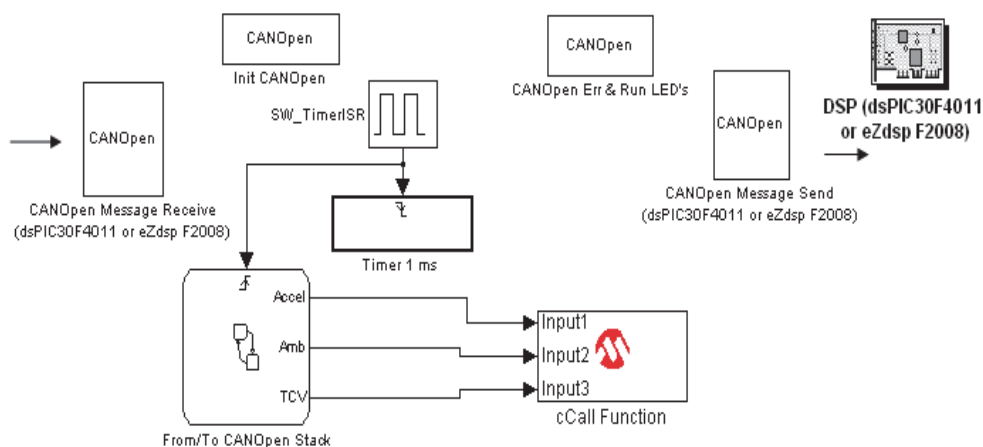 CANOpen
Init CANOpen
CANOpen
CANOpen Err & Run LED's
SW_TimerISR
CANOpen
CANOpen Message Receive
(dsPIC30F4011 or eZdsp F2008)
CANOpen
CANOpen Message Send
(dsPIC30F4011 or eZdsp F2008)
DSP (dsPIC30F4011
or eZdsp F2008)
Timer 1 ms
Accel
Amb
TCV
From/To CANOpen Stack
Input1
Input2
Input3
cCall Function